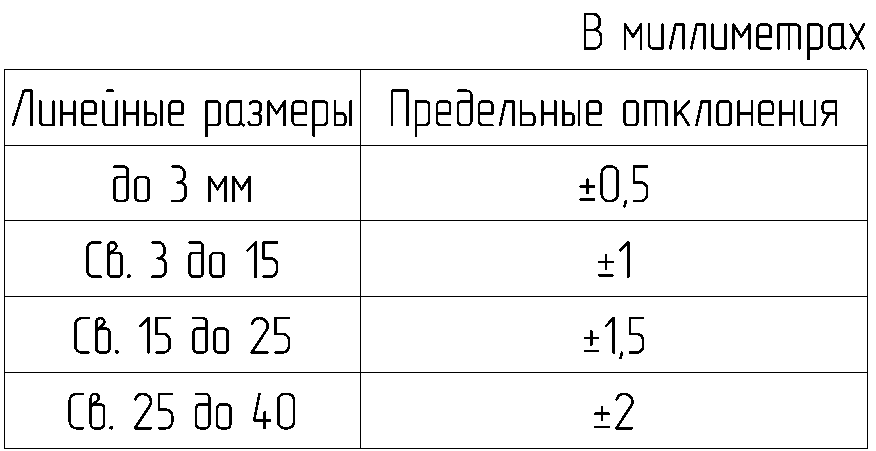 В миллиметрах
Линейные размеры Предельные отклонения
до 3 мм ±0,5
Св. 3 до 15 ±1
Св. 15 до 25 ±1,5
Св. 25 до 40 ±2